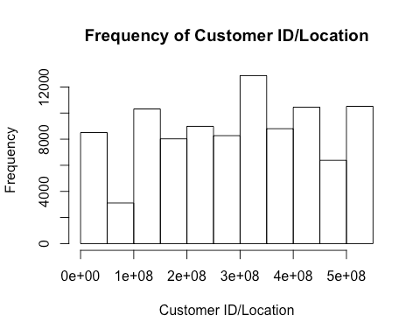 Frequency of Customer ID/Location
Frequency
12000
8000
4000
0
0e+00 1e+08 2e+08 3e+08 4e+08 5e+08
Customer ID/Location